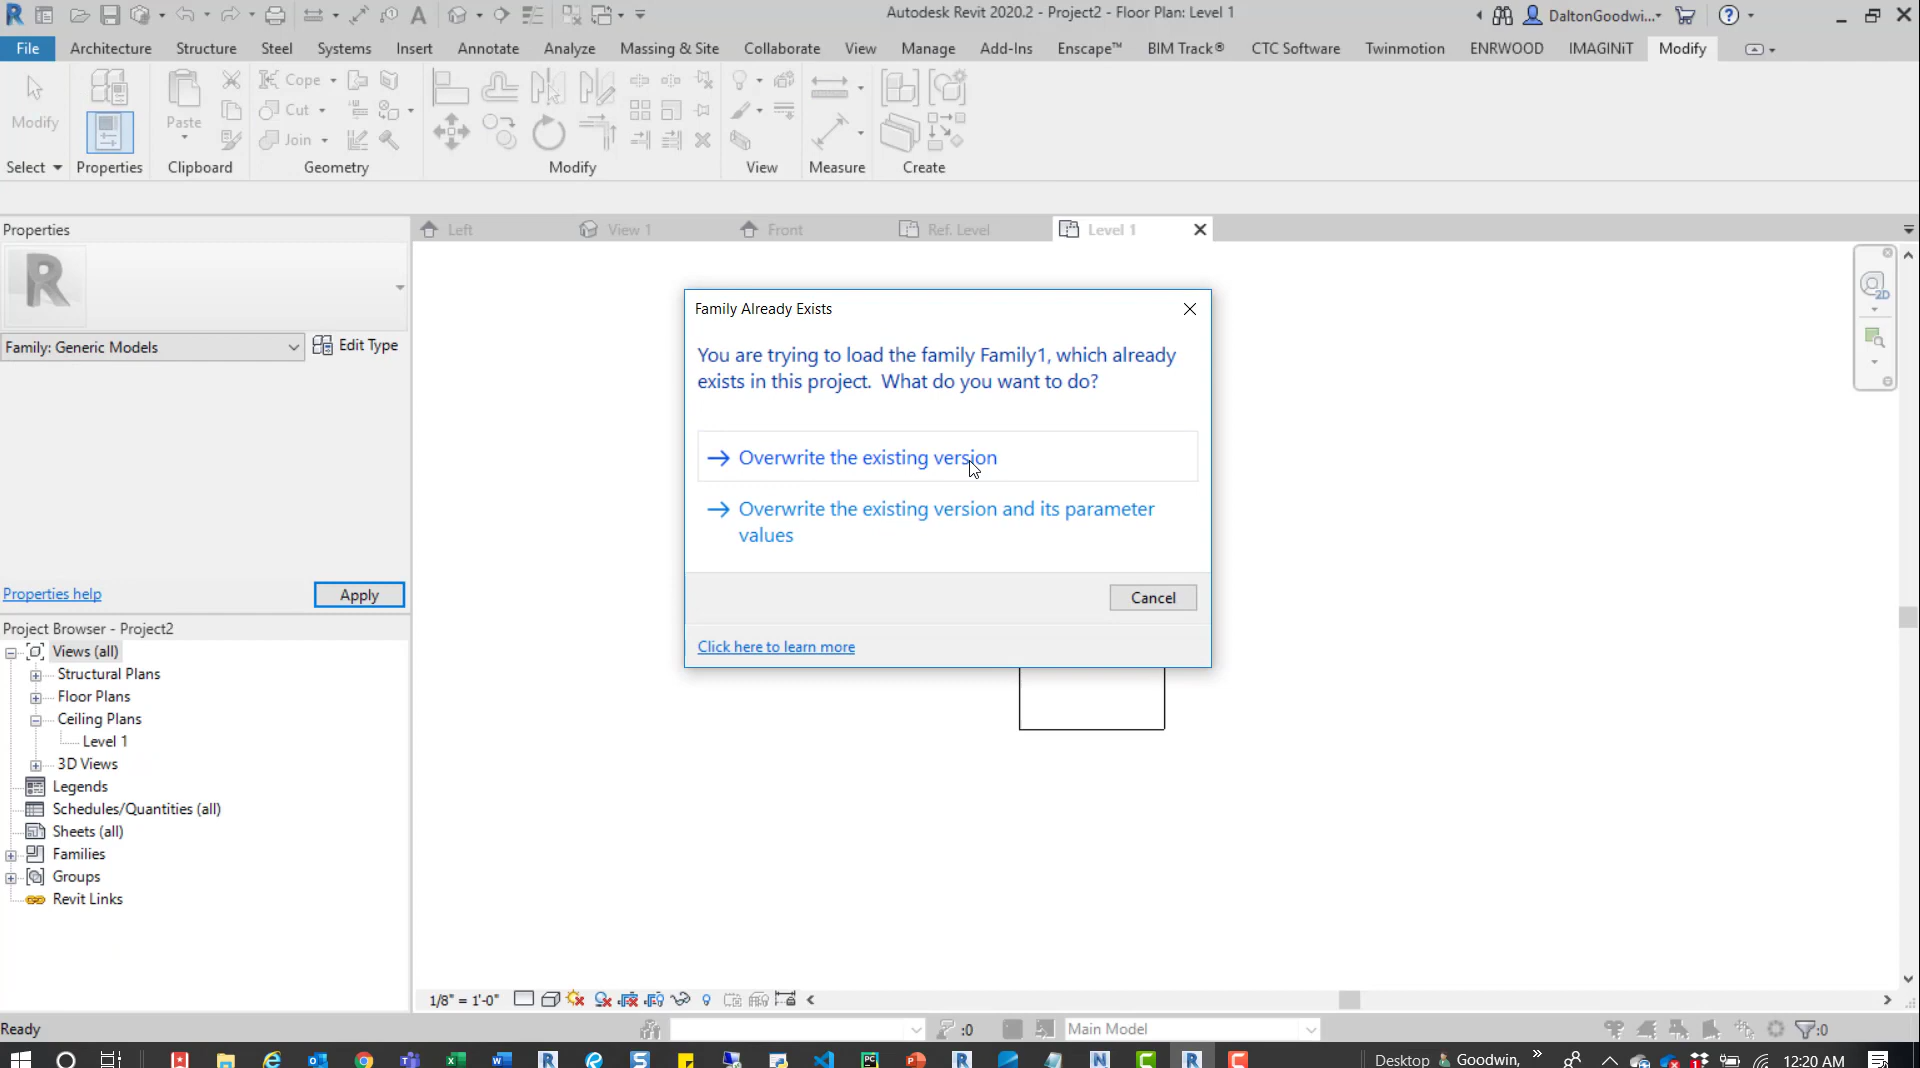 Autodesk Revit 2020.2 - Project2 - Floor Plan: Level 1
DaltonGoodwi...
File Architecture Structure Steel Systems Insert Annotate Analyze Massing & Site Collaborate View Manage Add-Ins Enscape™ BIM Track® CTC Software Twinmotion ENRWOOD IMAGINiT Modify
Modify
Paste
Cope
Cut
Join
Select Properties Clipboard Geometry Modify View Measure Create
Properties
Left View 1 Front Ref. Level Level 1
Family: Generic Models
Edit Type
Family Already Exists
You are trying to load the family Family1, which already
exists in this project. What do you want to do?
Overwrite the existing version
Overwrite the existing version and its parameter
values
Cancel
Click here to learn more
2D
Properties help
Apply
Project Browser - Project2
Views (all)
Structural Plans
Floor Plans
Ceiling Plans
Level 1
3D Views
Legends
Schedules/Quantities (all)
Sheets (all)
Families
Groups
Revit Links
1/8" = 1'-0"
Ready
:0
Main Model
:0
Desktop
Goodwin,
12:20 AM